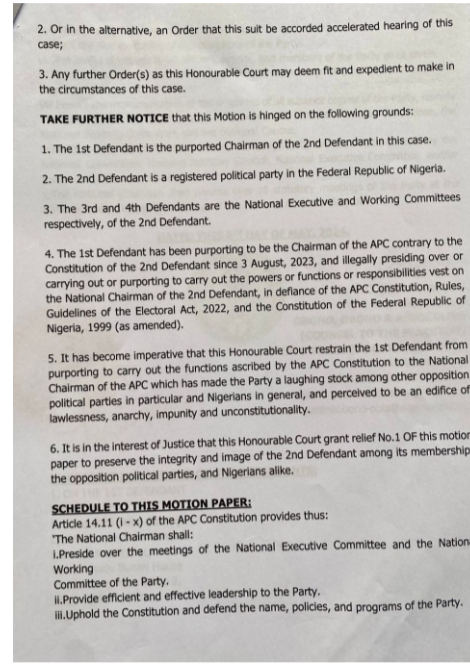 2. Or in the alternative, an Order that this suit be accorded accelerated hearing of this
case;
3. Any further Order(s) as this Honourable Court may deem fit and expedient to make in
the circumstances of this case.
TAKE FURTHER NOTICE that this Motion is hinged on the following grounds:
1. The 1st Defendant is the purported Chairman of the 2nd Defendant in this case.
2. The 2nd Defendant is a registered political party in the Federal Republic of Nigeria.
3. The 3rd and 4th Defendants are the National Executive and Working Committees
respectively, of the 2nd Defendant.
4. The 1st Defendant has been purporting to be the Chairman of the APC contrary to the
Constitution of the 2nd Defendant since 3 August, 2023, and illegally presiding over or
carrying out or purporting to carry out the powers or functions or responsibilities vest on
the National Chairman of the 2nd Defendant, in defiance of the APC Constitution, Rules,
Guidelines of the Electoral Act, 2022, and the Constitution of the Federal Republic of
Nigeria, 1999 (as amended).
5. It has become imperative that this Honourable Court restrain the 1st Defendant from
purporting to carry out the functions ascribed by the APC Constitution to the National
Chairman of the APC which has made the Party a laughing stock among other opposition
political parties in particular and Nigerians in general, and perceived to be an edifice of
lawlessness, anarchy, impunity and unconstitutionality.
6. It is in the interest of Justice that this Honourable Court grant relief No.1 OF this motion
paper to preserve the integrity and image of the 2nd Defendant among its membership
the opposition political parties, and Nigerians alike.
SCHEDULE TO THIS MOTION PAPER:
Article 14.11 (i - x) of the APC Constitution provides thus:
"The National Chairman shall:
i.Preside over the meetings of the National Executive Committee and the Nationa
Working
Committee of the Party.
ii.Provide efficient and effective leadership to the Party.
iii.Uphold the Constitution and defend the name, policies, and programs of the Party.